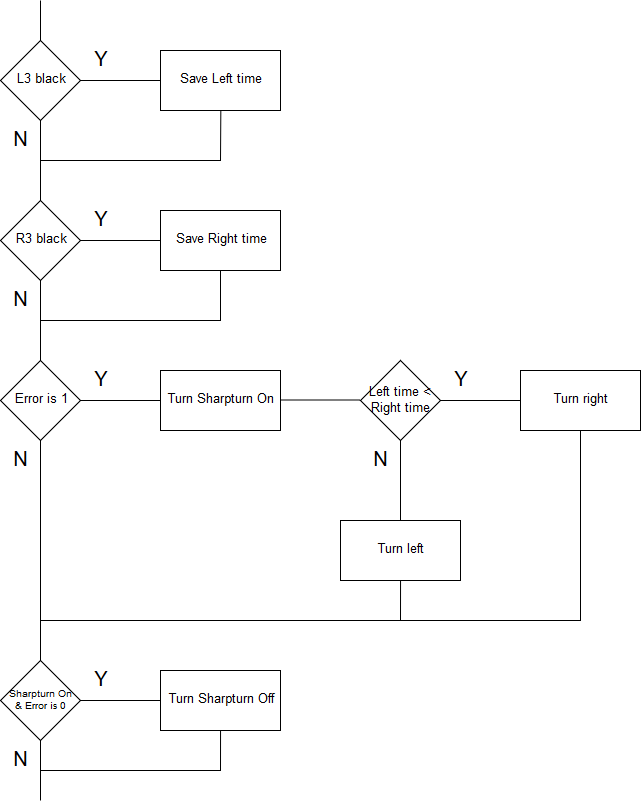 L3 black
Y
Save Left time
N
R3 black
Y
Save Right time
N
Error is 1
Y
Turn Sharpturn On
Left time <
Right time
Y
Turn right
N
N
Turn left
Sharpturn On
& Error is 0
Y
Turn Sharpturn Off
N